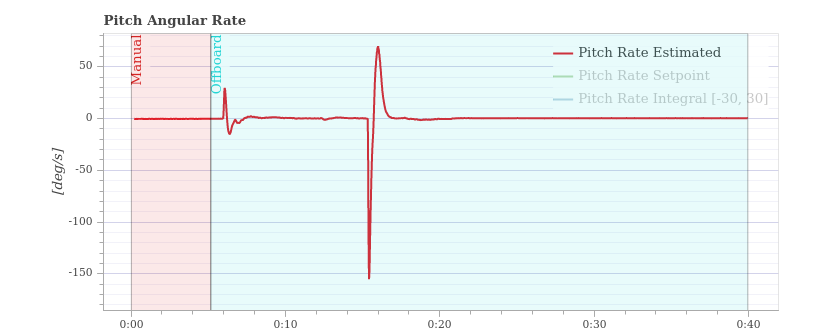 Pitch Angular Rate
Manual
Offboard
Pitch Rate Estimated
Pitch Rate Setpoint
Pitch Rate Integral [-30, 30]
[deg/s]
50
0
-50
-100
-150
0:00
0:10
0:20
0:30
0:40